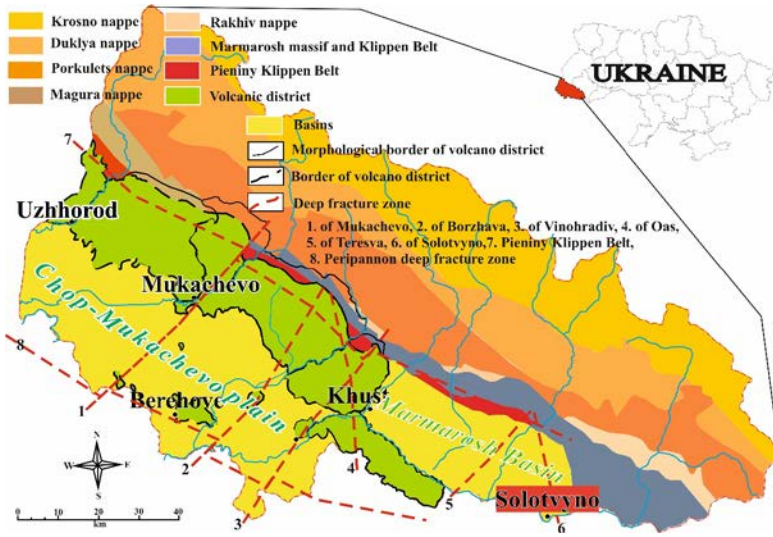 Krosno nappe
Duklya nappe
Porkulets nappe
Magura nappe
Rakhiv nappe
Marmarosh massif and Klippen Belt
Pieniny Klippen Belt
Volcanic district
Basins
Morphological border of volcano district
Border of volcano district
Deep fracture zone
1. of Mukachevo, 2. of Borzhava, 3. of Vinohradiv, 4. of Oas,
5. of Teresva, 6. of Solotvyno,7. Pieniny Klippen Belt,
8. Peripannon deep fracture zone
UKRAINE
7
Uzhhorod
Mukachevo
Chop-Mukachevo plain
8
Berehove
Khust
Marmarosh Basin
1
2
3
4
5
6
Solotvyno
N
W E
S
0 10 20 40
km